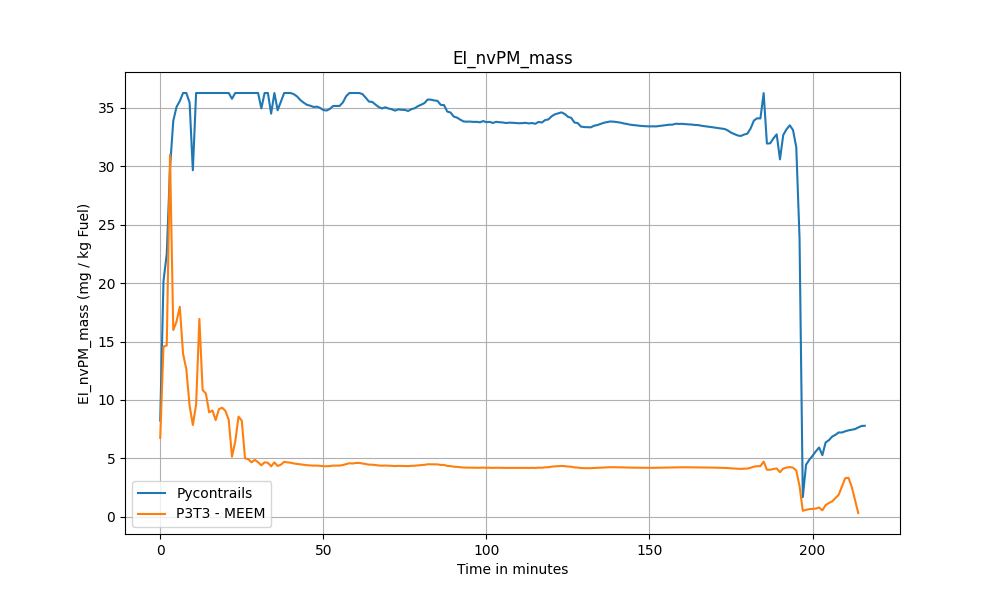 EI_nvPM_mass
EI_nvPM_mass (mg / kg Fuel)
35
30
25
20
15
10
5
0
Pycontrails
P3T3 - MEEM
0
50
100
150
200
Time in minutes